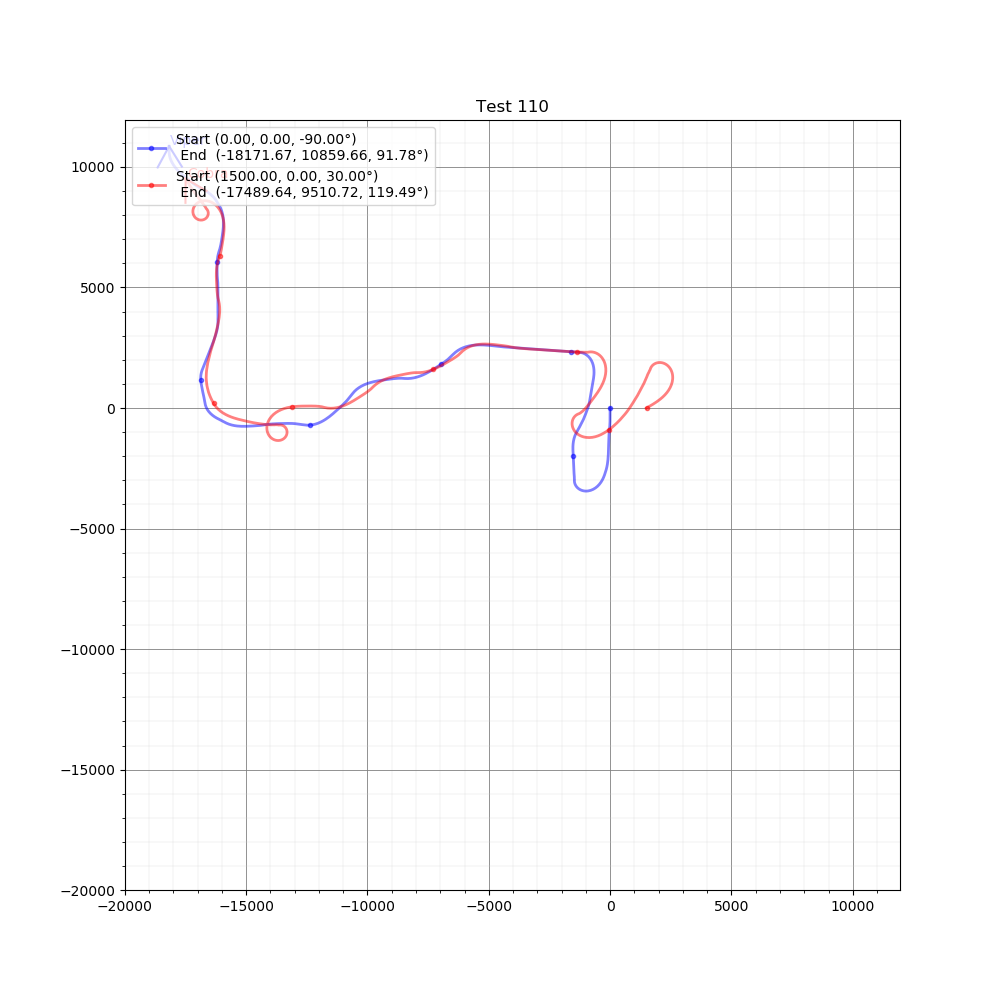 Test 110
Start (0.00, 0.00, -90.00°)
End  (-18171.67, 10859.66, 91.78°)
Start (1500.00, 0.00, 30.00°)
End  (-17489.64, 9510.72, 119.49°)
10000
5000
0
−5000
−10000
−15000
−20000
−20000 −15000 −10000 −5000 0 5000 10000